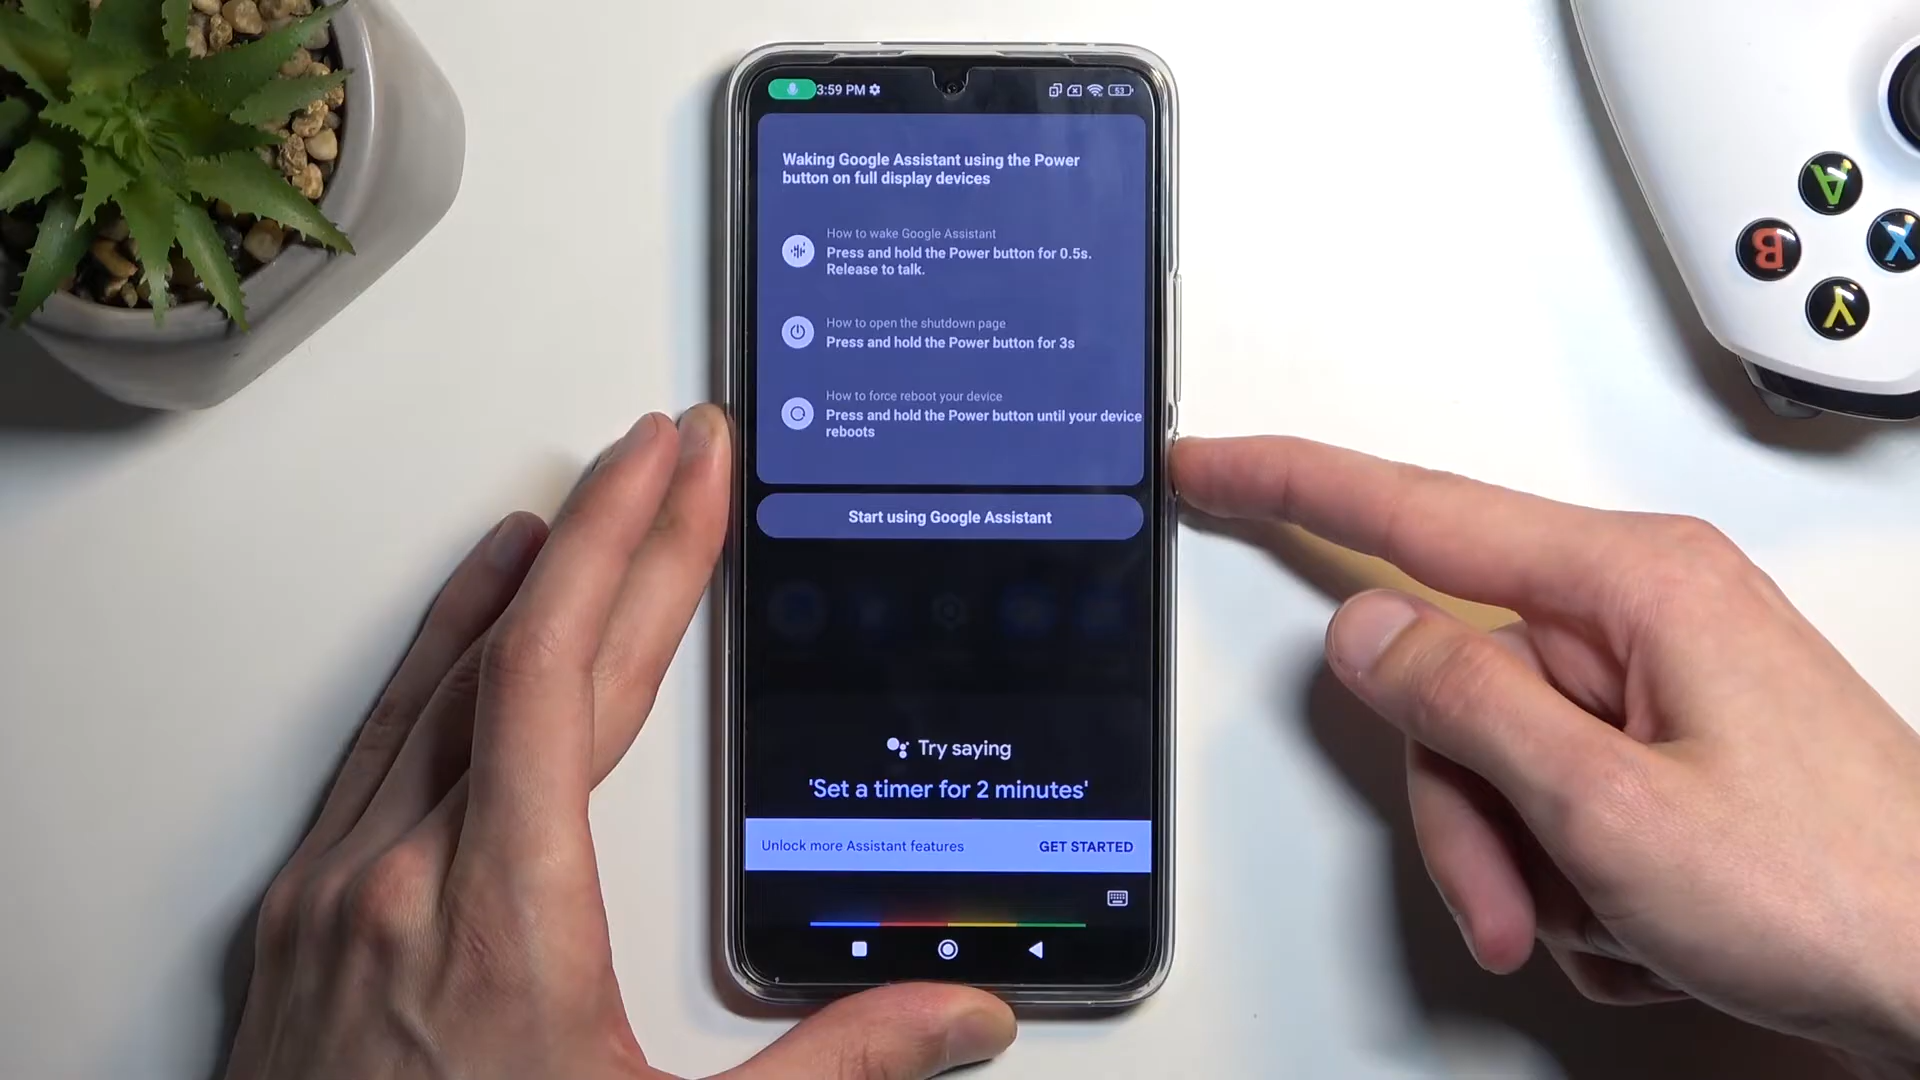 3:59 PM
53
Waking Google Assistant using the Power
button on full display devices
How to wake Google Assistant
Press and hold the Power button for 0.5s.
Release to talk.
How to open the shutdown page
Press and hold the Power button for 3s
How to force reboot your device
Press and hold the Power button until your device
reboots
Start using Google Assistant
Try saying
'Set a timer for 2 minutes'
Unlock more Assistant features
GET STARTED
A
B
X
Y